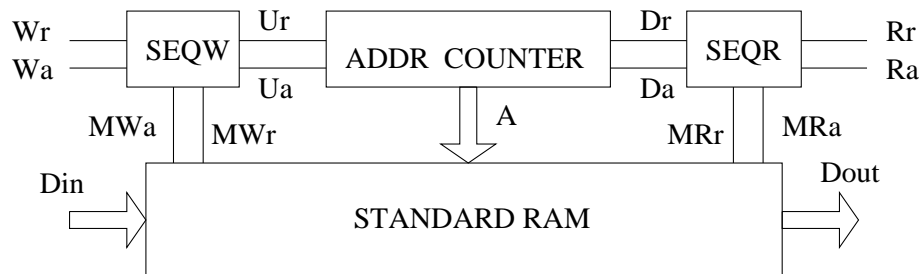 Wr
SEQW
Ur
ADDR COUNTER
Dr
SEQR
Rr
Wa
Ua
Da
Ra
MWa
MWr
A
MRr
MRa
Din
STANDARD RAM
Dout